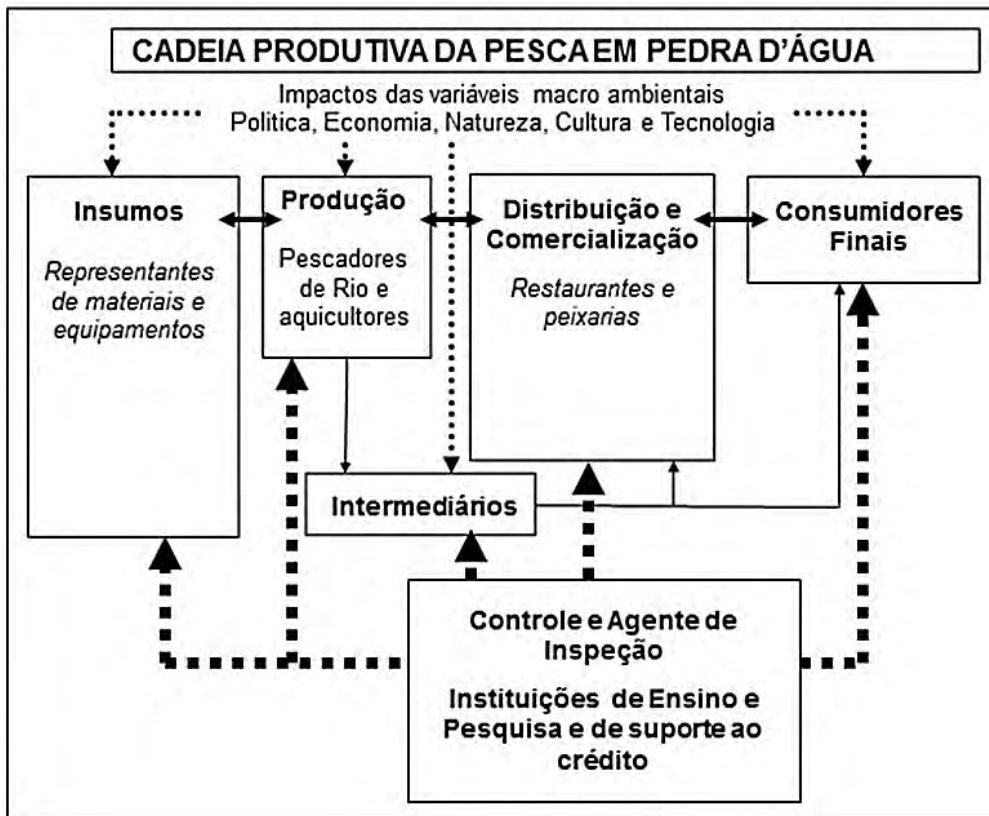 CADEIA PRODUTIVA DA PESCA EM PEDRA D'ÁGUA
Impactos das variáveis macro ambientais
Politica, Economia, Natureza, Cultura e Tecnologia
Insumos
Representantes
de materiais e
equipamentos
Produção
Pescadores
de Rio e
aquicultores
Distribuição e
Comercialização
Restaurantes e
peixarias
Consumidores
Finais
Intermediários
Controle e Agente de
Inspeção
Instituições de Ensino e
Pesquisa e de suporte ao
crédito